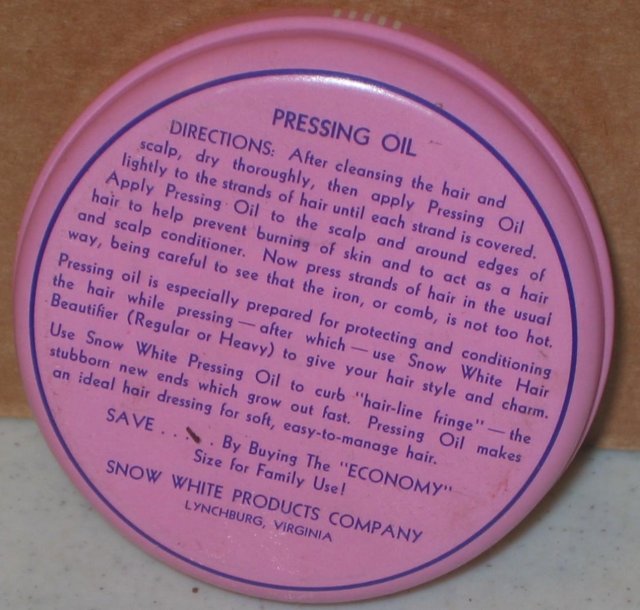 PRESSING OIL
DIRECTIONS: After cleansing the hair and
scalp, dry thoroughly, then apply Pressing Oil
lightly to the strands of hair until each strand is covered.
Apply Pressing Oil to the scalp and around edges of
hair to help prevent burning of skin and to act as a hair
and scalp conditioner. Now press strands of hair in the usual
way, being careful to see that the iron, or comb, is not too hot.
Pressing oil is especially prepared for protecting and conditioning
the hair while pressing — after which — use Snow White Hair
Beautifier (Regular or Heavy) to give your hair style and charm.
Use Snow White Pressing Oil to curb "hair-line fringe" — the
stubborn new ends which grow out fast. Pressing Oil makes
an ideal hair dressing for soft, easy-to-manage hair.
SAVE ..... By Buying The "ECONOMY"
Size for Family Use!
SNOW WHITE PRODUCTS COMPANY
LYNCHBURG, VIRGINIA